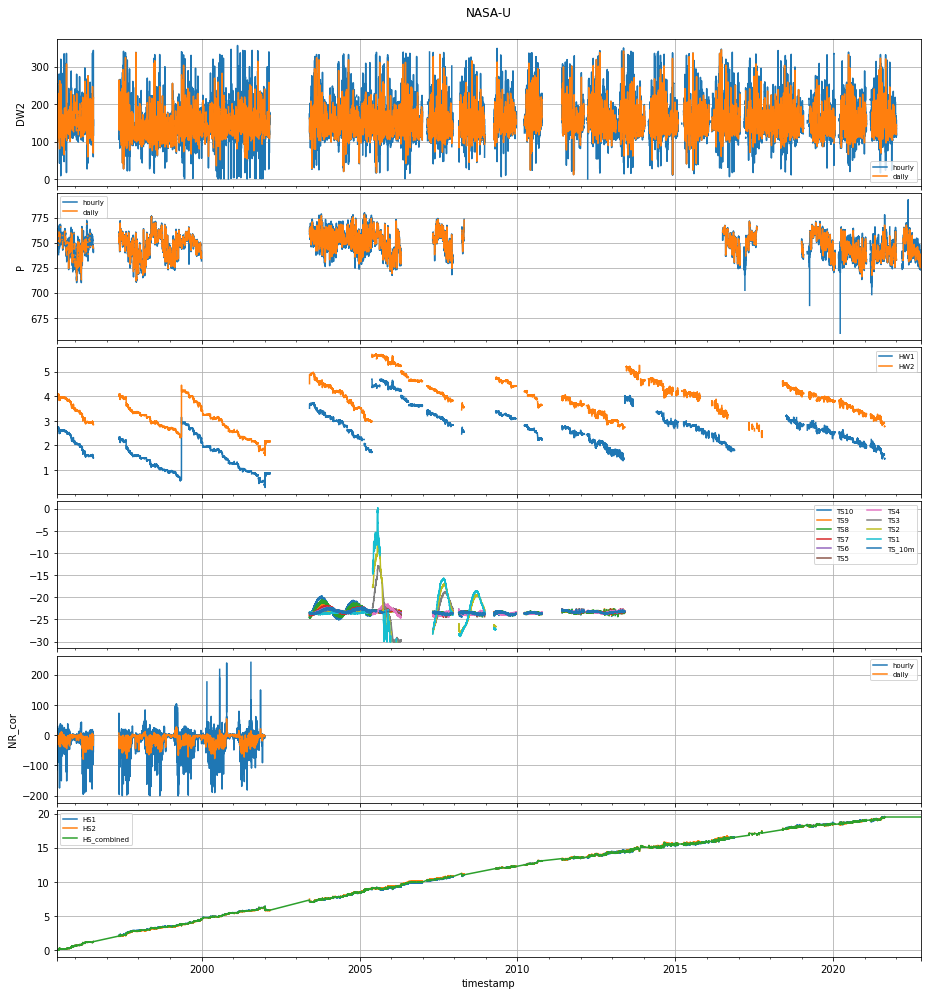 NASA-U
DW2
300
200
100
0
hourly
daily
P
775
750
725
700
675
hourly
daily
5
4
3
2
1
HW1
HW2
0
−5
−10
−15
−20
−25
−30
TS10 TS4
TS9 TS3
TS8 TS2
TS7 TS1
TS6 TS_10m
TS5
NR_cor
200
100
0
−100
−200
hourly
daily
20
15
10
5
0
HS1
HS2
HS_combined
2000 2005 2010 2015 2020
timestamp